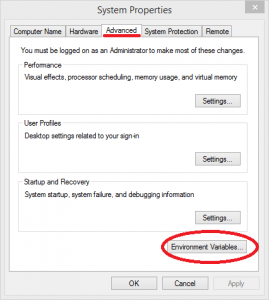 System Properties
Computer Name Hardware Advanced System Protection Remote
You must be logged on as an Administrator to make most of these changes.
Performance
Visual effects, processor scheduling, memory usage, and virtual memory
Settings...
User Profiles
Desktop settings related to your sign-in
Settings...
Startup and Recovery
System startup, system failure, and debugging information
Settings...
Environment Variables...
OK Cancel Apply